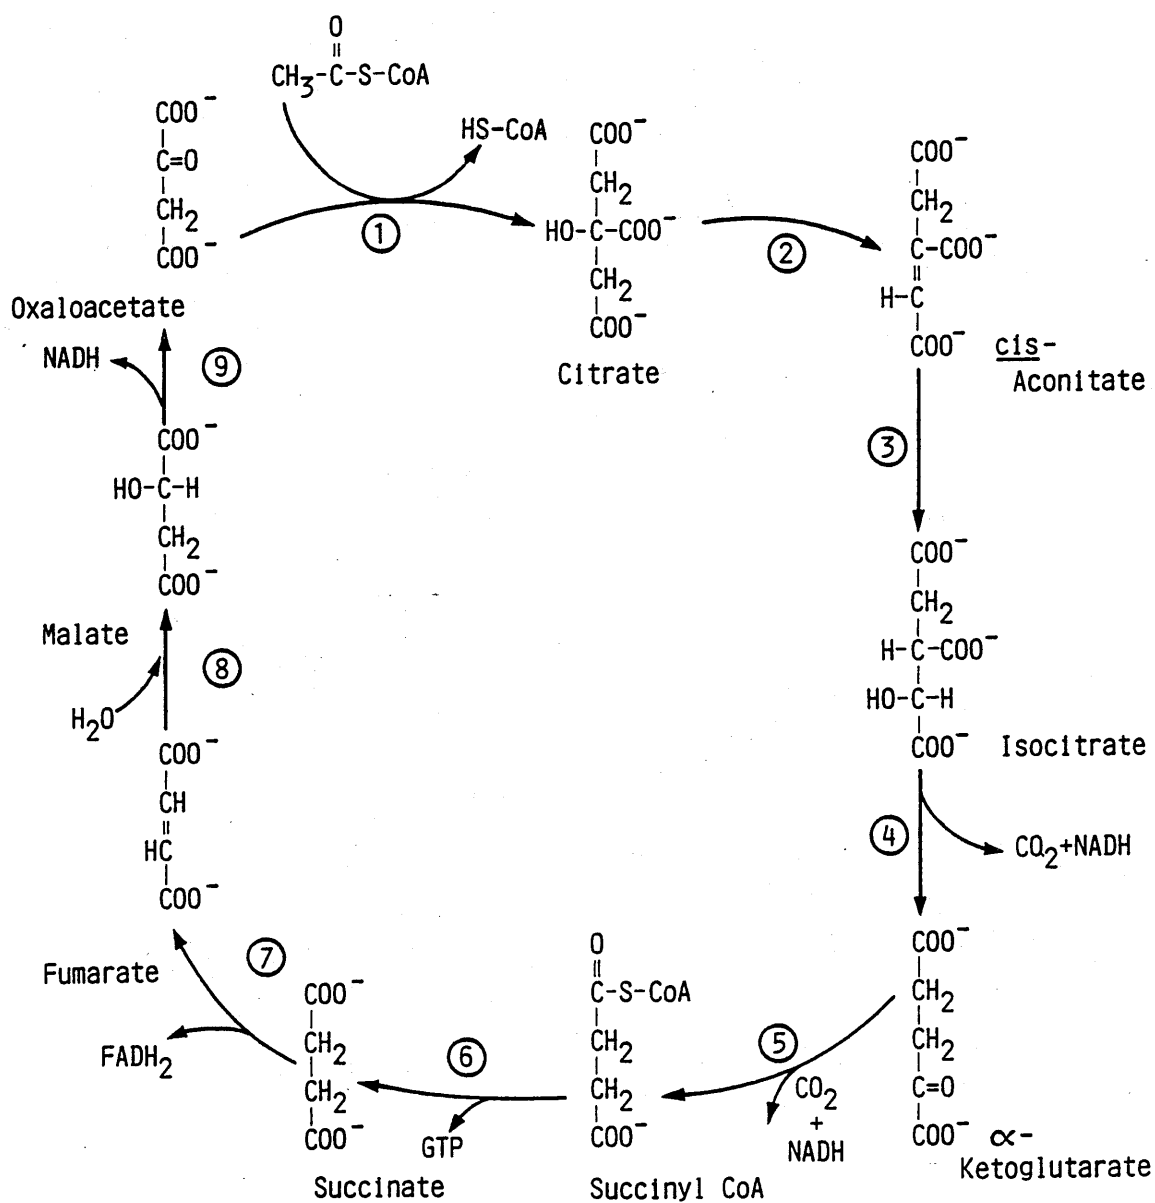 O
||
CH3-C-S-CoA
HS-CoA
1
COO⁻
C=O
CH2
COO⁻
Oxaloacetate
COO⁻
CH2
HO-C-COO⁻
CH2
COO⁻
Citrate
2
COO⁻
CH2
C-COO⁻
||
H-C
COO⁻
cis-
Aconitate
3
COO⁻
CH2
H-C-COO⁻
HO-C-H
COO⁻
Isocitrate
4
CO2+NADH
COO⁻
CH2
CH2
C=O
COO⁻
α-
Ketoglutarate
5
CO2
+
NADH
O
||
C-S-CoA
CH2
CH2
COO⁻
Succinyl CoA
6
GTP
COO⁻
CH2
CH2
COO⁻
Succinate
7
FADH2
COO⁻
CH
||
HC
COO⁻
Fumarate
8
H2O
COO⁻
HO-C-H
CH2
COO⁻
Malate
9
NADH